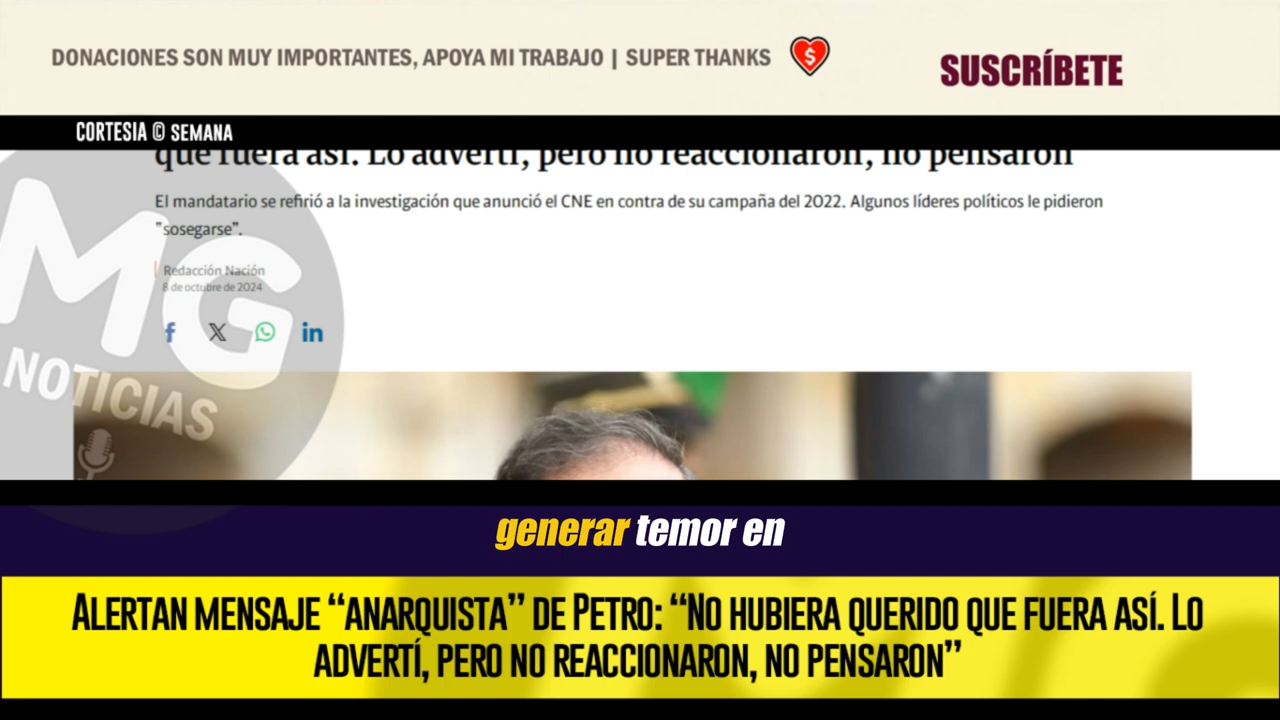 DONACIONES SON MUY IMPORTANTES, APOYA MI TRABAJO | SUPER THANKS
$
SUSCRÍBETE
CORTESIA © SEMANA
que fuera así. Lo advertí, pero no reaccionaron, no pensaron"
El mandatario se refirió a la investigación que anunció el CNE en contra de su campaña del 2022. Algunos líderes políticos le pidieron
"sosegarse".
Redacción Nación
8 de octubre de 2024
MG
NOTICIAS
generar temor en
ALERTAN MENSAJE “ANARQUISTA” DE PETRO: “NO HUBIERA QUERIDO QUE FUERA ASÍ. LO
ADVERTÍ, PERO NO REACCIONARON, NO PENSARON”